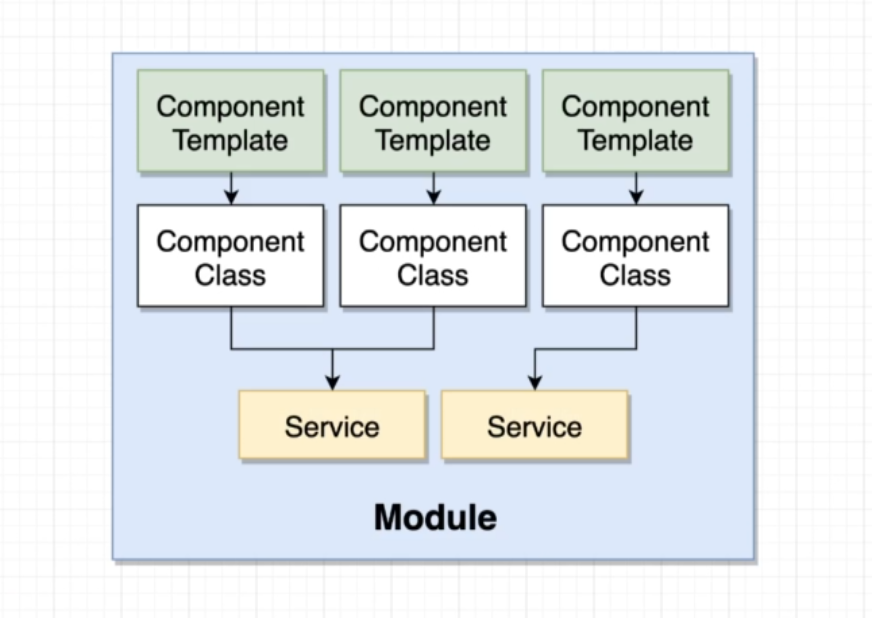 Component
Template
Component
Template
Component
Template
Component
Class
Component
Class
Component
Class
Service
Service
Module